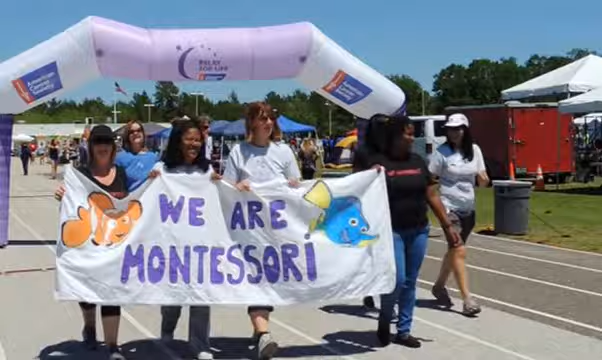 RELAY
FOR LIFE
American
Cancer
Society
American
Cancer
Society
WE ARE
MONTESSORI